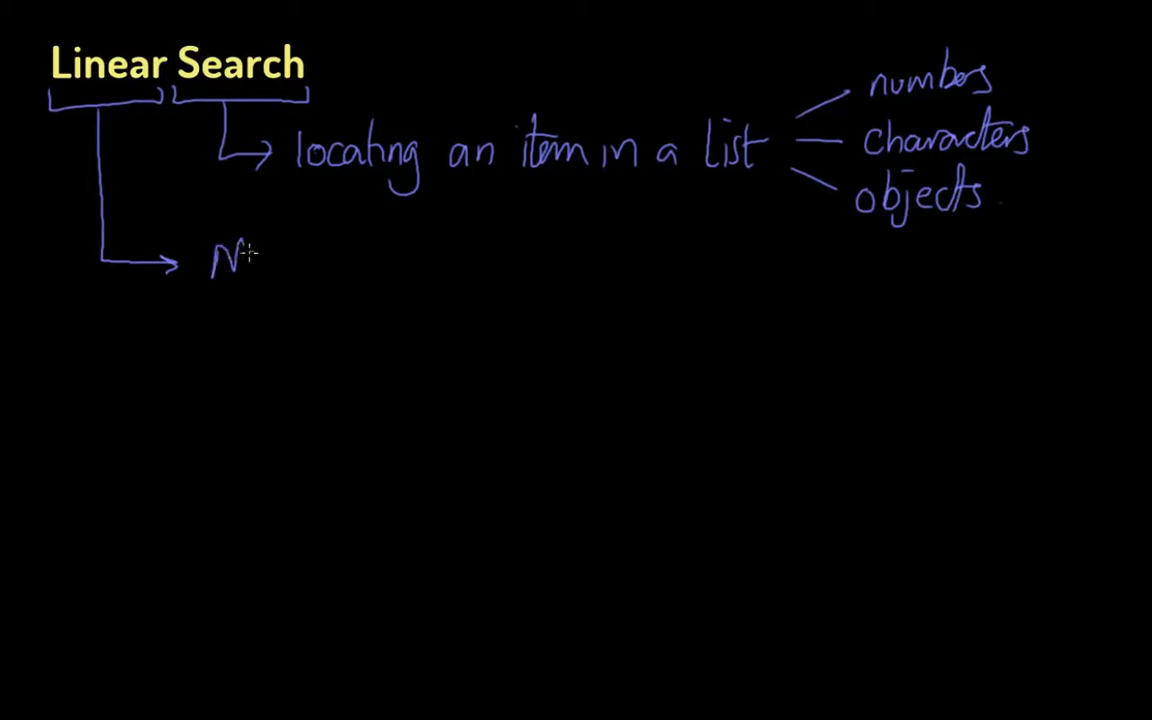 Linear Search
numbers
locating an item in a list
characters
objects
N